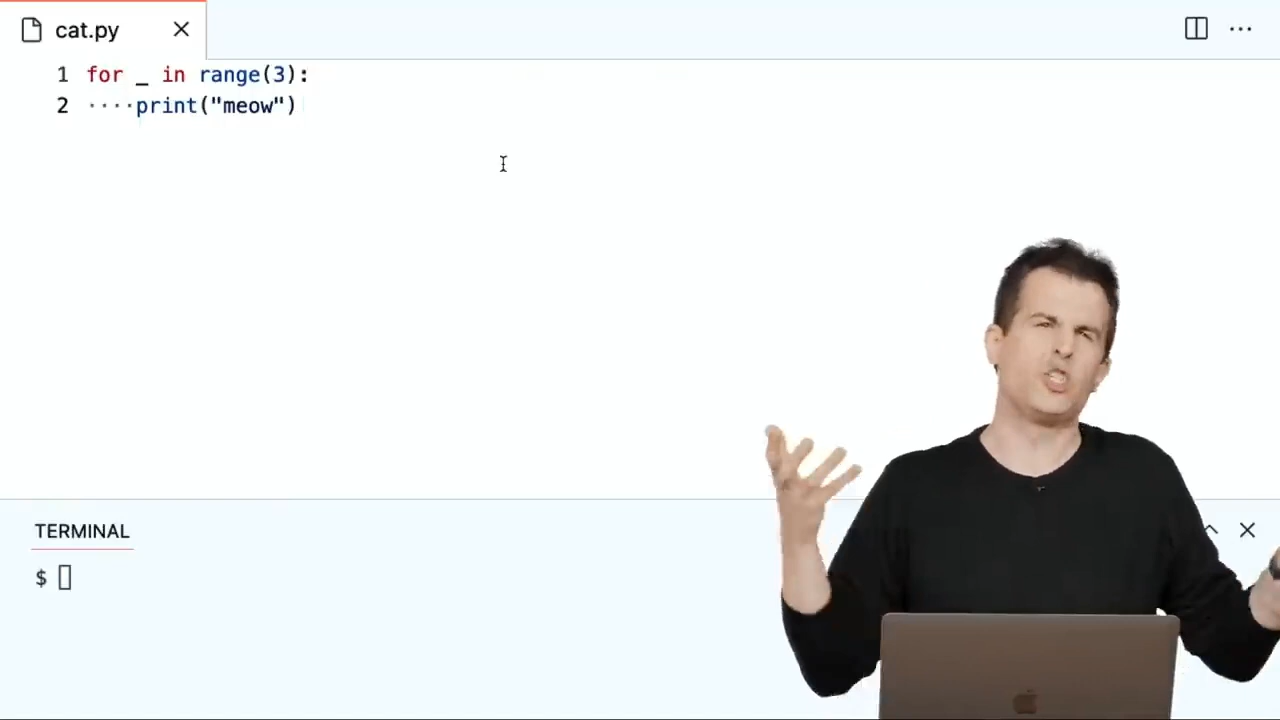 cat.py
1 for _ in range(3):
2 ····print("meow")
TERMINAL
$